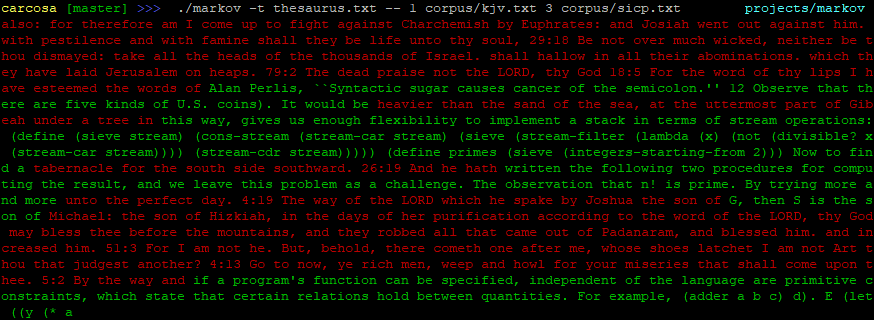 carcosa [master] >>>  ./markov -t thesaurus.txt -- 1 corpus/kjv.txt 3 corpus/sicp.txt        projects/markov
also: for therefore am I come up to fight against Charchemish by Euphrates: and Josiah went out against him.
with pestilence and with famine shall they be life unto thy soul, 29:18 Be not over much wicked, neither be t
hou dismayed: take all the heads of the thousands of Israel. shall hallow in all their abominations. which th
ey have laid Jerusalem on heaps. 79:2 The dead praise not the LORD, thy God 18:5 For the word of thy lips I h
ave esteemed the words of Alan Perlis, ``Syntactic sugar causes cancer of the semicolon.'' 12 Observe that th
ere are five kinds of U.S. coins). It would be heavier than the sand of the sea, at the uttermost part of Gib
eah under a tree in this way, gives us enough flexibility to implement a stack in terms of stream operations:
 (define (sieve stream) (cons-stream (stream-car stream) (sieve (stream-filter (lambda (x) (not (divisible? x
 (stream-car stream)))) (stream-cdr stream))))) (define primes (sieve (integers-starting-from 2))) Now to fin
d a tabernacle for the south side southward. 26:19 And he hath written the following two procedures for compu
ting the result, and we leave this problem as a challenge. The observation that n! is prime. By trying more a
nd more unto the perfect day. 4:19 The way of the LORD which he spake by Joshua the son of G, then S is the s
on of Michael: the son of Hizkiah, in the days of her purification according to the word of the LORD, thy God
 may bless thee before the mountains, and they robbed all that came out of Padanaram, and blessed him. and in
creased him. 51:3 For I am not he. But, behold, there cometh one after me, whose shoes latchet I am not Art t
hou that judgest another? 4:13 Go to now, ye rich men, weep and howl for your miseries that shall come upon t
hee. 5:2 By the way and if a program's function can be specified, independent of the language are primitive c
onstraints, which state that certain relations hold between quantities. For example, (adder a b c) d). E (let
 ((y (* a